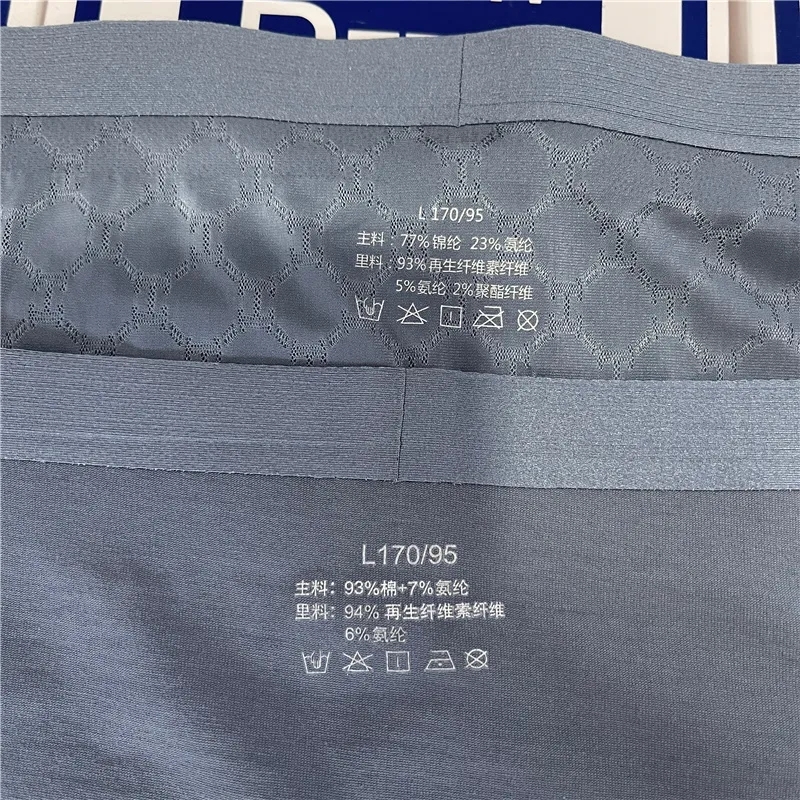 L 170/95
主料：77%锦纶 23%氨纶
里料：93%再生纤维素纤维
5%氨纶 2%聚酯纤维
L170/95
主料：93%棉+7%氨纶
里料：94% 再生纤维素纤维
6%氨纶